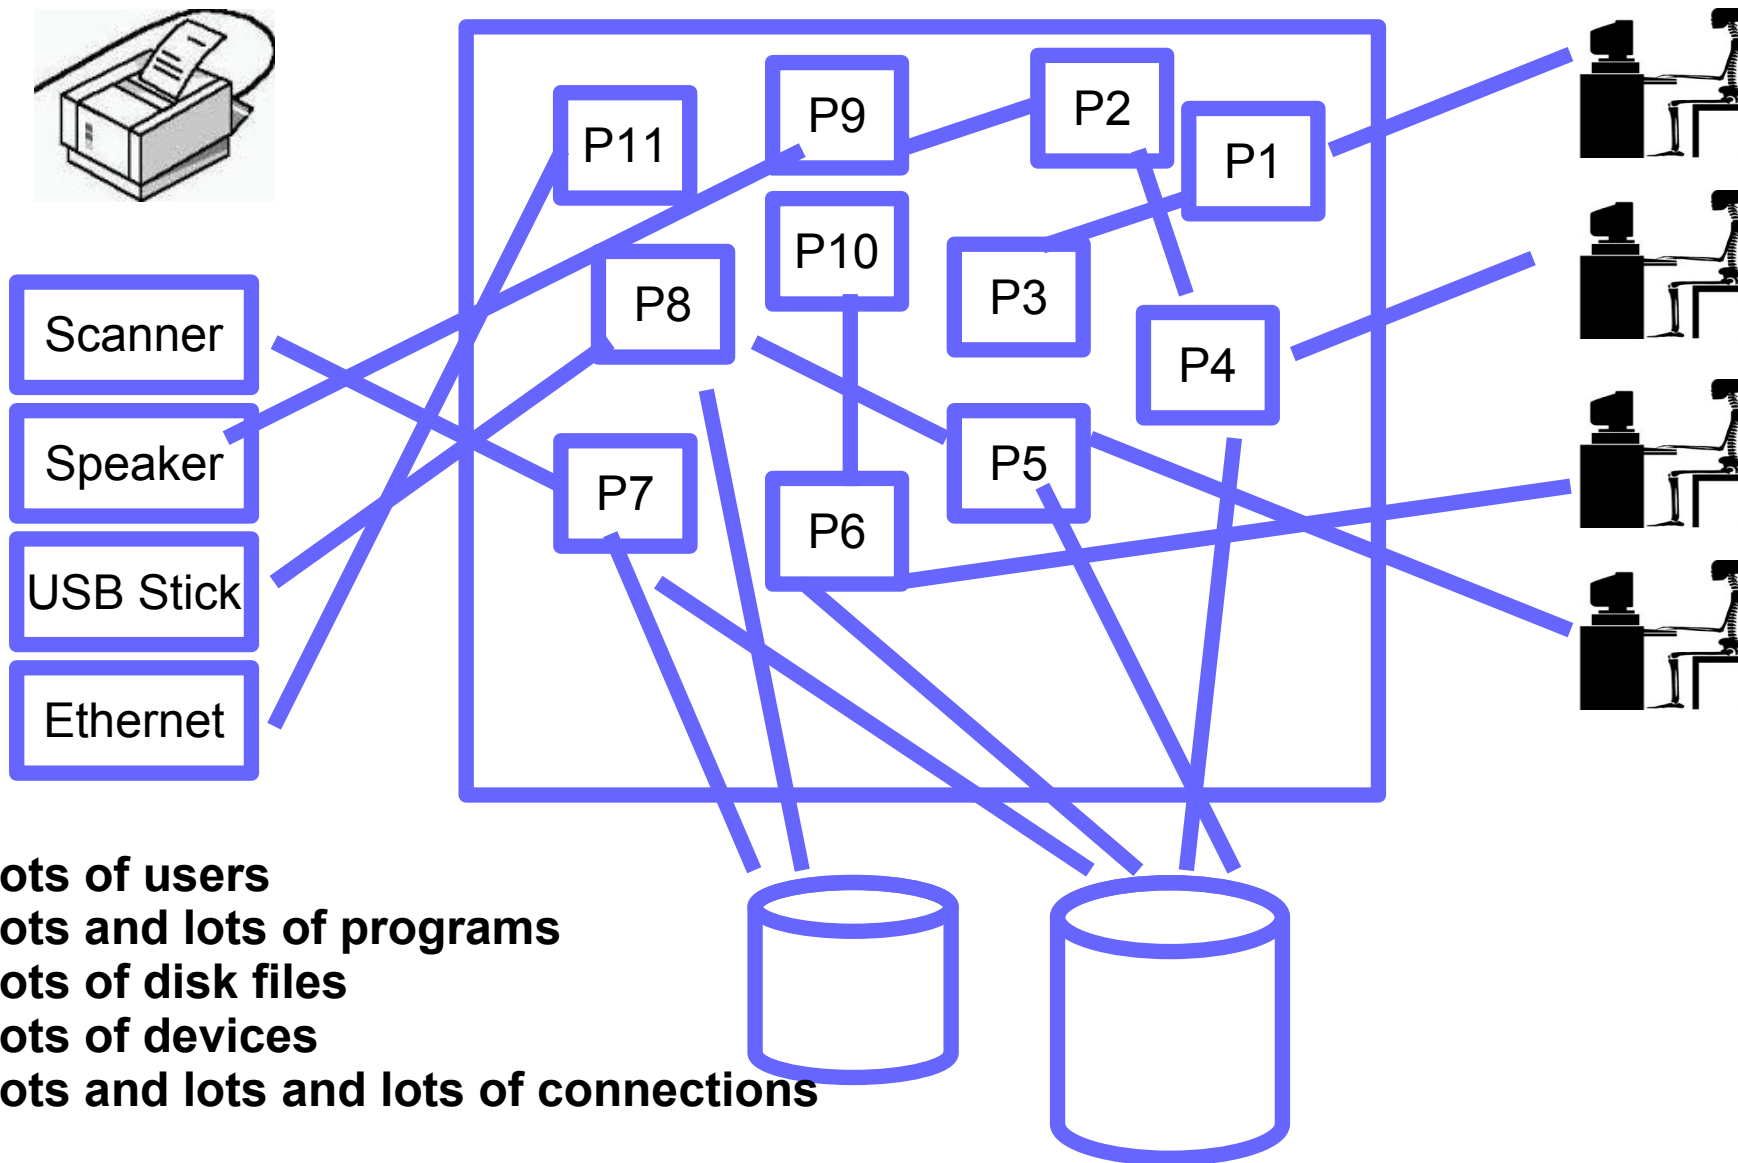 P9
P2
P11
P1
P10
P3
P8
Scanner
P4
Speaker
P5
P7
P6
USB Stick
Ethernet
ots of users
ots and lots of programs
ots of disk files
ots of devices
ots and lots and lots of connections